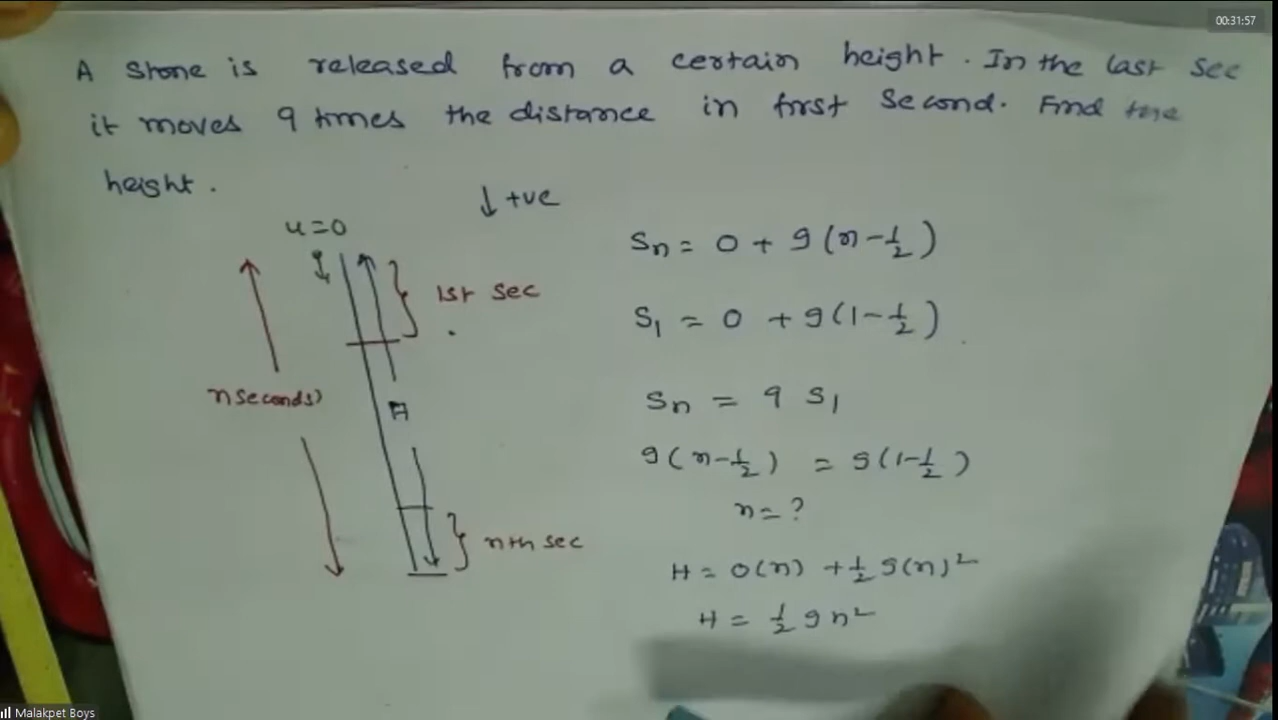 00:31:57
A Stone is released from a certain height. In the last sec
it moves 9 times the distance in first second. Find the
height.
↓ +ve
u=0
1st sec
n seconds)
H
nth sec
Sn = 0 + g(n-1/2)
S1 = 0 + g(1-1/2)
Sn = 9 S1
g(n-1/2) = g(1-1/2)
n=?
H = 0(n) + 1/2 g(n)²
H = 1/2 gn²
Malakpet Boys